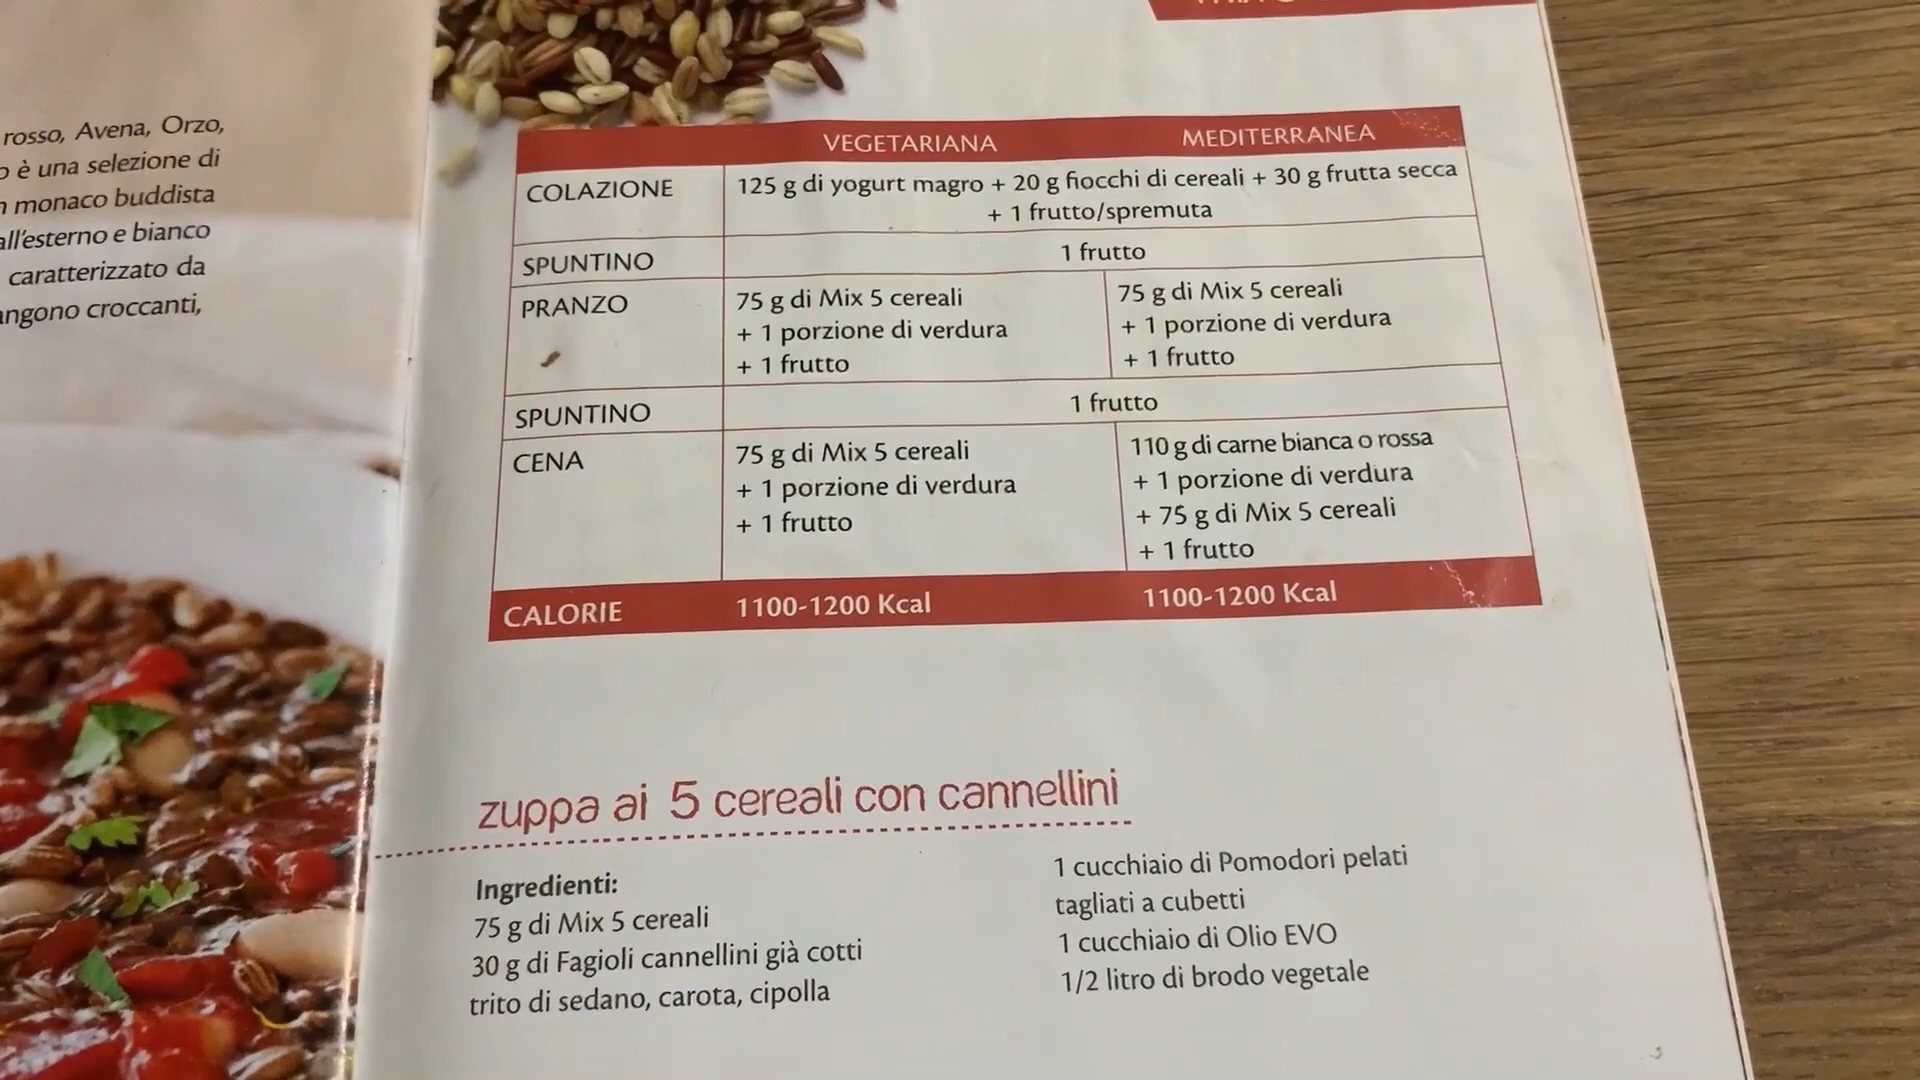 rosso, Avena, Orzo,
è una selezione di
monaco buddista
all'esterno e bianco
caratterizzato da
croccanti,
VEGETARIANA MEDITERRANEA
COLAZIONE 125 g di yogurt magro + 20 g fiocchi di cereali + 30 g frutta secca
+ 1 frutto/spremuta
SPUNTINO 1 frutto
PRANZO
75 g di Mix 5 cereali
+ 1 porzione di verdura
+ 1 frutto
75 g di Mix 5 cereali
+ 1 porzione di verdura
+ 1 frutto
SPUNTINO 1 frutto
CENA
75 g di Mix 5 cereali
+ 1 porzione di verdura
+ 1 frutto
110 g di carne bianca o rossa
+ 1 porzione di verdura
+ 75 g di Mix 5 cereali
+ 1 frutto
CALORIE 1100-1200 Kcal 1100-1200 Kcal
zuppa ai 5 cereali con cannellini
Ingredienti:
75 g di Mix 5 cereali
30 g di Fagioli cannellini già cotti
trito di sedano, carota, cipolla
1 cucchiaio di Pomodori pelati
tagliati a cubetti
1 cucchiaio di Olio EVO
1/2 litro di brodo vegetale